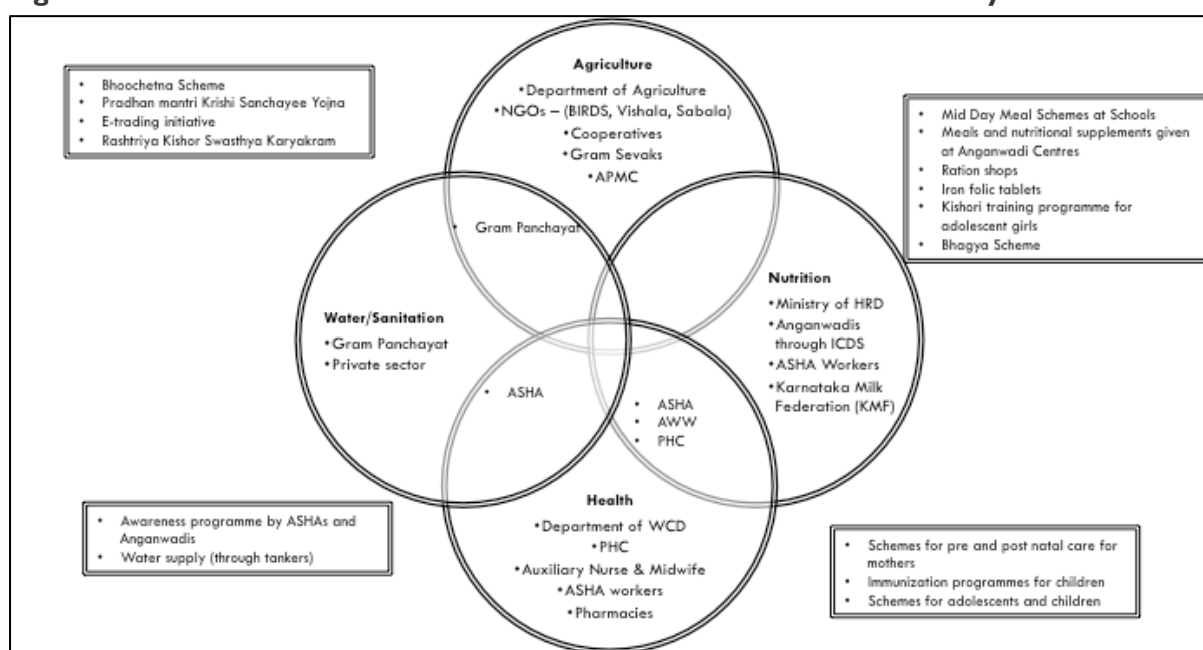 • Bhoochetna Scheme
• Pradhan mantri Krishi Sanchayee Yojna
• E-trading initiative
• Rashtriya Kishor Swasthya Karyakram
Agriculture
•Department of Agriculture
•NGOs – (BIRDS, Vishala, Sabala)
•Cooperatives
•Gram Sevaks
•APMC
• Mid Day Meal Schemes at Schools
• Meals and nutritional supplements given
at Anganwadi Centres
• Ration shops
• Iron folic tablets
• Kishori training programme for
adolescent girls
• Bhagya Scheme
• Gram Panchayat
Water/Sanitation
•Gram Panchayat
•Private sector
Nutrition
•Ministry of HRD
•Anganwadis
through ICDS
•ASHA Workers
•Karnataka Milk
Federation (KMF)
• ASHA
• ASHA
• AWW
• PHC
Health
•Department of WCD
•PHC
•Auxiliary Nurse & Midwife
•ASHA workers
•Pharmacies
• Awareness programme by ASHAs and
Anganwadis
• Water supply (through tankers)
• Schemes for pre and post natal care for
mothers
• Immunization programmes for children
• Schemes for adolescents and children